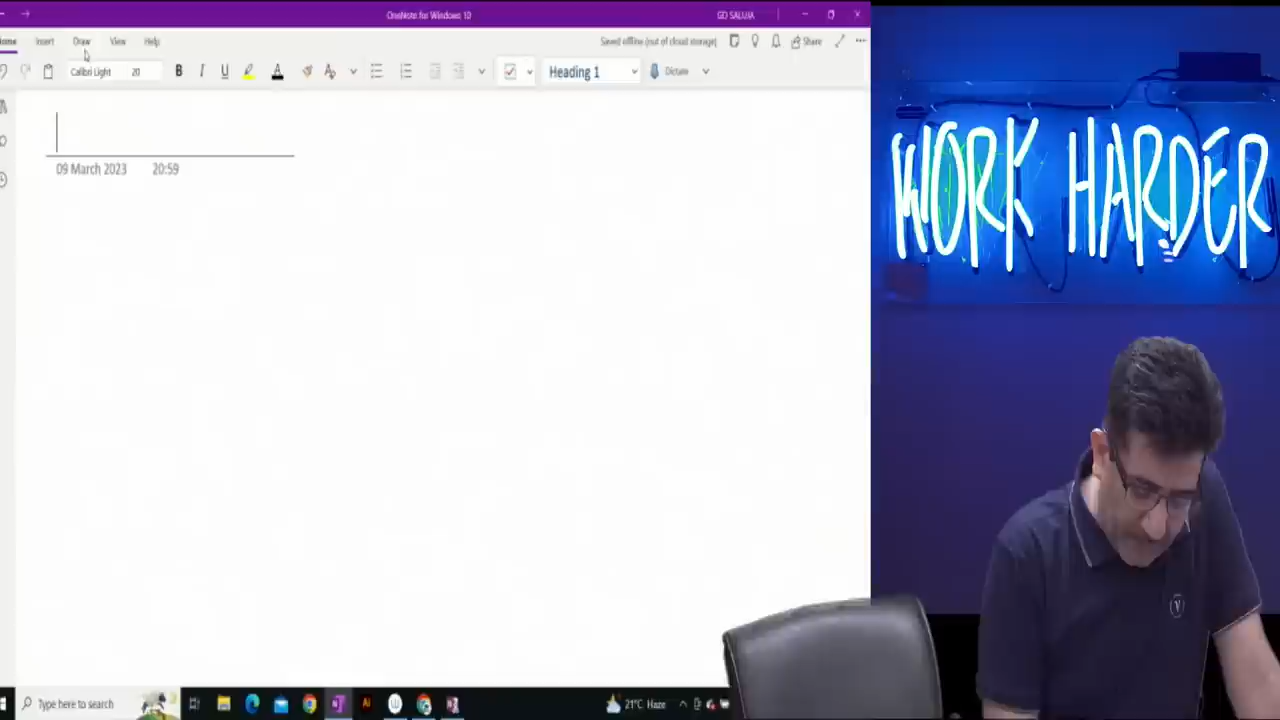 OneNote for Windows 10
GD SALUJA
Home Insert Draw View Help
Saved offline (out of cloud storage)
Share
Calibri Light 20 B I U A Heading 1 Dictate
09 March 2023 20:59
WORK HARDER
Type here to search
21°C Haze